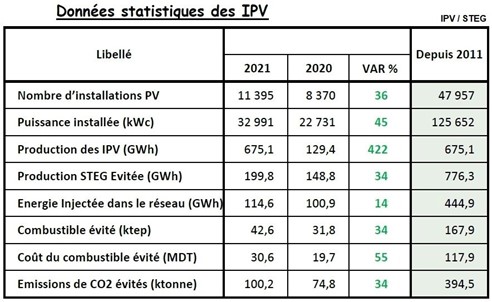 Données statistiques des IPV
IPV / STEG
Libellé Depuis 2011
2021 2020 VAR %
Nombre d'installations PV 11 395 8 370 36 47 957
Puissance installée (kWc) 32 991 22 731 45 125 652
Production des IPV (GWh) 675,1 129,4 422 675,1
Production STEG Evitée (GWh) 199,8 148,8 34 776,3
Energie Injectée dans le réseau (GWh) 114,6 100,9 14 444,9
Combustible évité (ktep) 42,6 31,8 34 167,9
Coût du combustible évité (MDT) 30,6 19,7 55 117,9
Emissions de CO2 évités (ktonne) 100,2 74,8 34 394,5